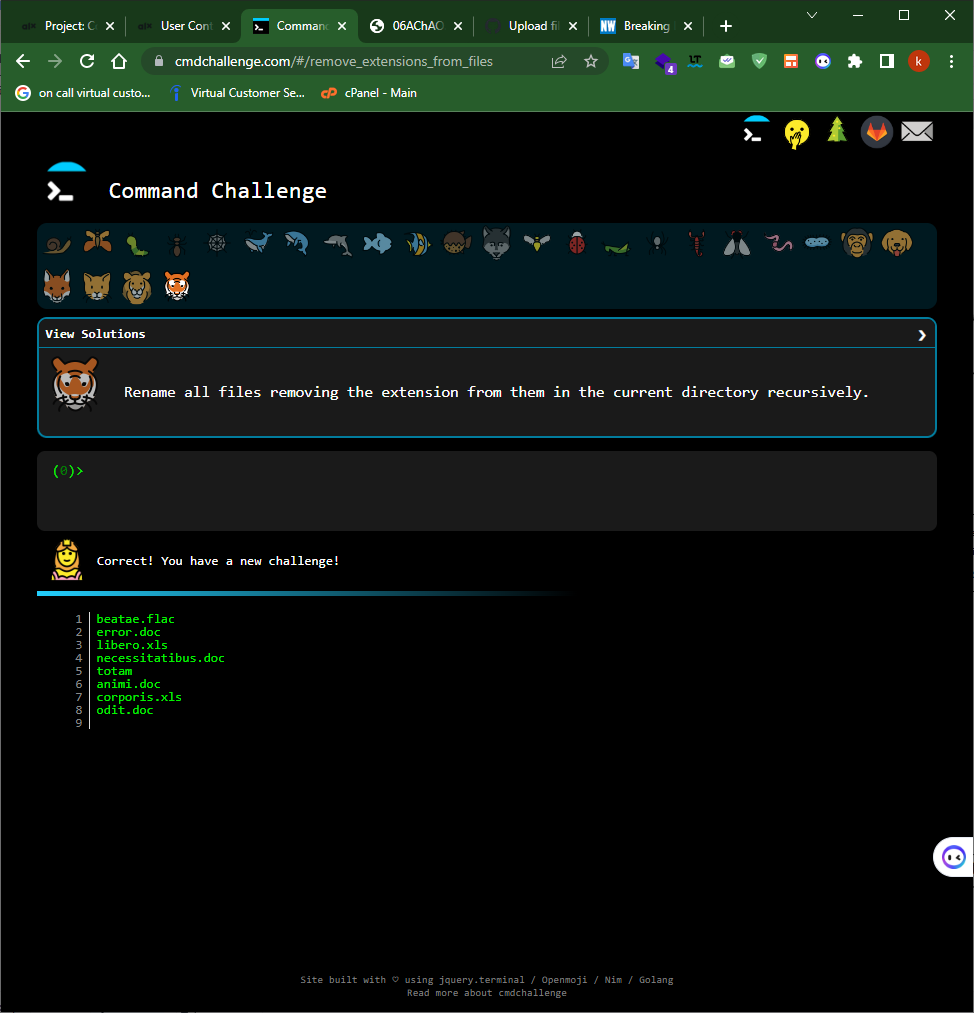 Project: C
User Cont
Command
06AChAO
Upload fi
NW Breaking
cmdchallenge.com/#/remove_extensions_from_files
LT
4
k
on call virtual custo...
Virtual Customer Se...
cPanel - Main
Command Challenge
View Solutions
Rename all files removing the extension from them in the current directory recursively.
(0)>
Correct! You have a new challenge!
1 beatae.flac
2 error.doc
3 libero.xls
4 necessitatibus.doc
5 totam
6 animi.doc
7 corporis.xls
8 odit.doc
9
Site built with ♡ using jquery.terminal / Openmoji / Nim / Golang
Read more about cmdchallenge